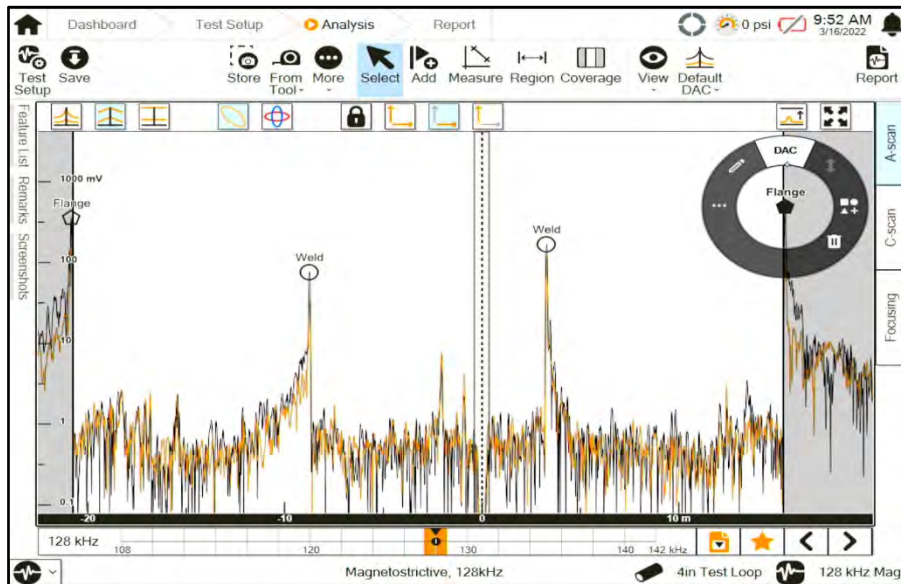 Dashboard Test Setup Analysis Report 0 psi 9:52 AM
3/16/2022
Test Setup Save Store From Tool More Select Add Measure Region Coverage View Default DAC Report
Feature List Remarks Screenshots
A-scan
C-scan
Focusing
DAC
Flange
1000 mV
Flange
Weld
Weld
100
10
1
0.1
-20 -10 0 10 m
128 kHz 108 120 130 140 142 kHz
Magnetostrictive, 128kHz 4in Test Loop 128 kHz Mag